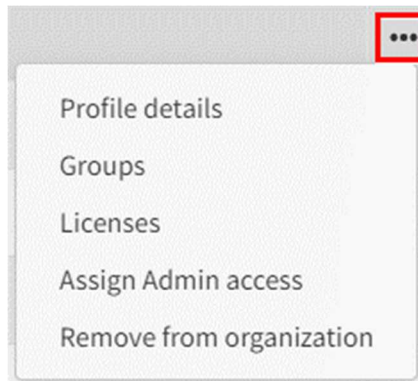 •••
Profile details
Groups
Licenses
Assign Admin access
Remove from organization